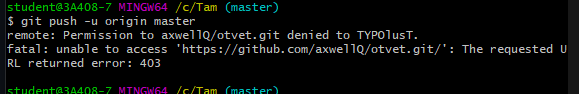 student@3A408-7 MINGW64 /c/Tam (master)
$ git push -u origin master
remote: Permission to axwellQ/otvet.git denied to TYPOlusT.
fatal: unable to access 'https://github.com/axwellQ/otvet.git/': The requested U
RL returned error: 403
student@3A408-7 MINGW64 /c/Tam (master)